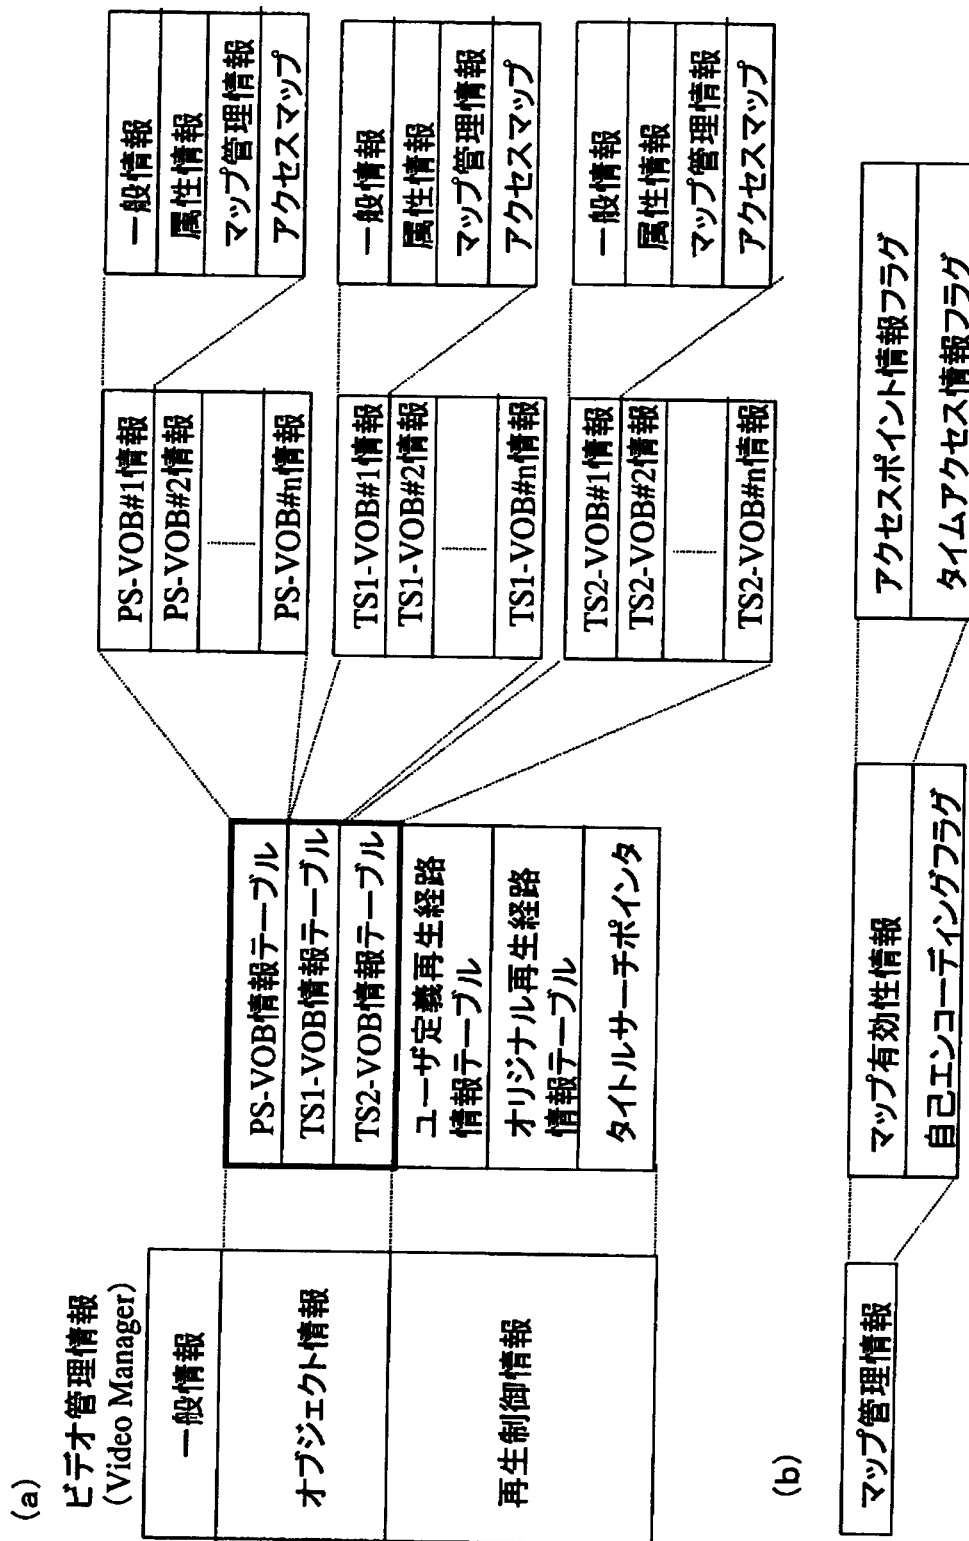 (a)
ビデオ管理情報
(Video Manager)
一般情報
オブジェクト情報
再生制御情報
PS-VOB情報テーブル
TS1-VOB情報テーブル
TS2-VOB情報テーブル
ユーザ定義再生経路
情報テーブル
オリジナル再生経路
情報テーブル
タイトルサーチポインタ
PS-VOB#1情報
PS-VOB#2情報
PS-VOB#n情報
TS1-VOB#1情報
TS1-VOB#2情報
TS1-VOB#n情報
TS2-VOB#1情報
TS2-VOB#2情報
TS2-VOB#n情報
一般情報
属性情報
マップ管理情報
アクセスマップ
一般情報
属性情報
マップ管理情報
アクセスマップ
一般情報
属性情報
マップ管理情報
アクセスマップ
(b)
マップ管理情報
マップ有効性情報
自己エンコーディングフラグ
アクセスポイント情報フラグ
タイムアクセス情報フラグ